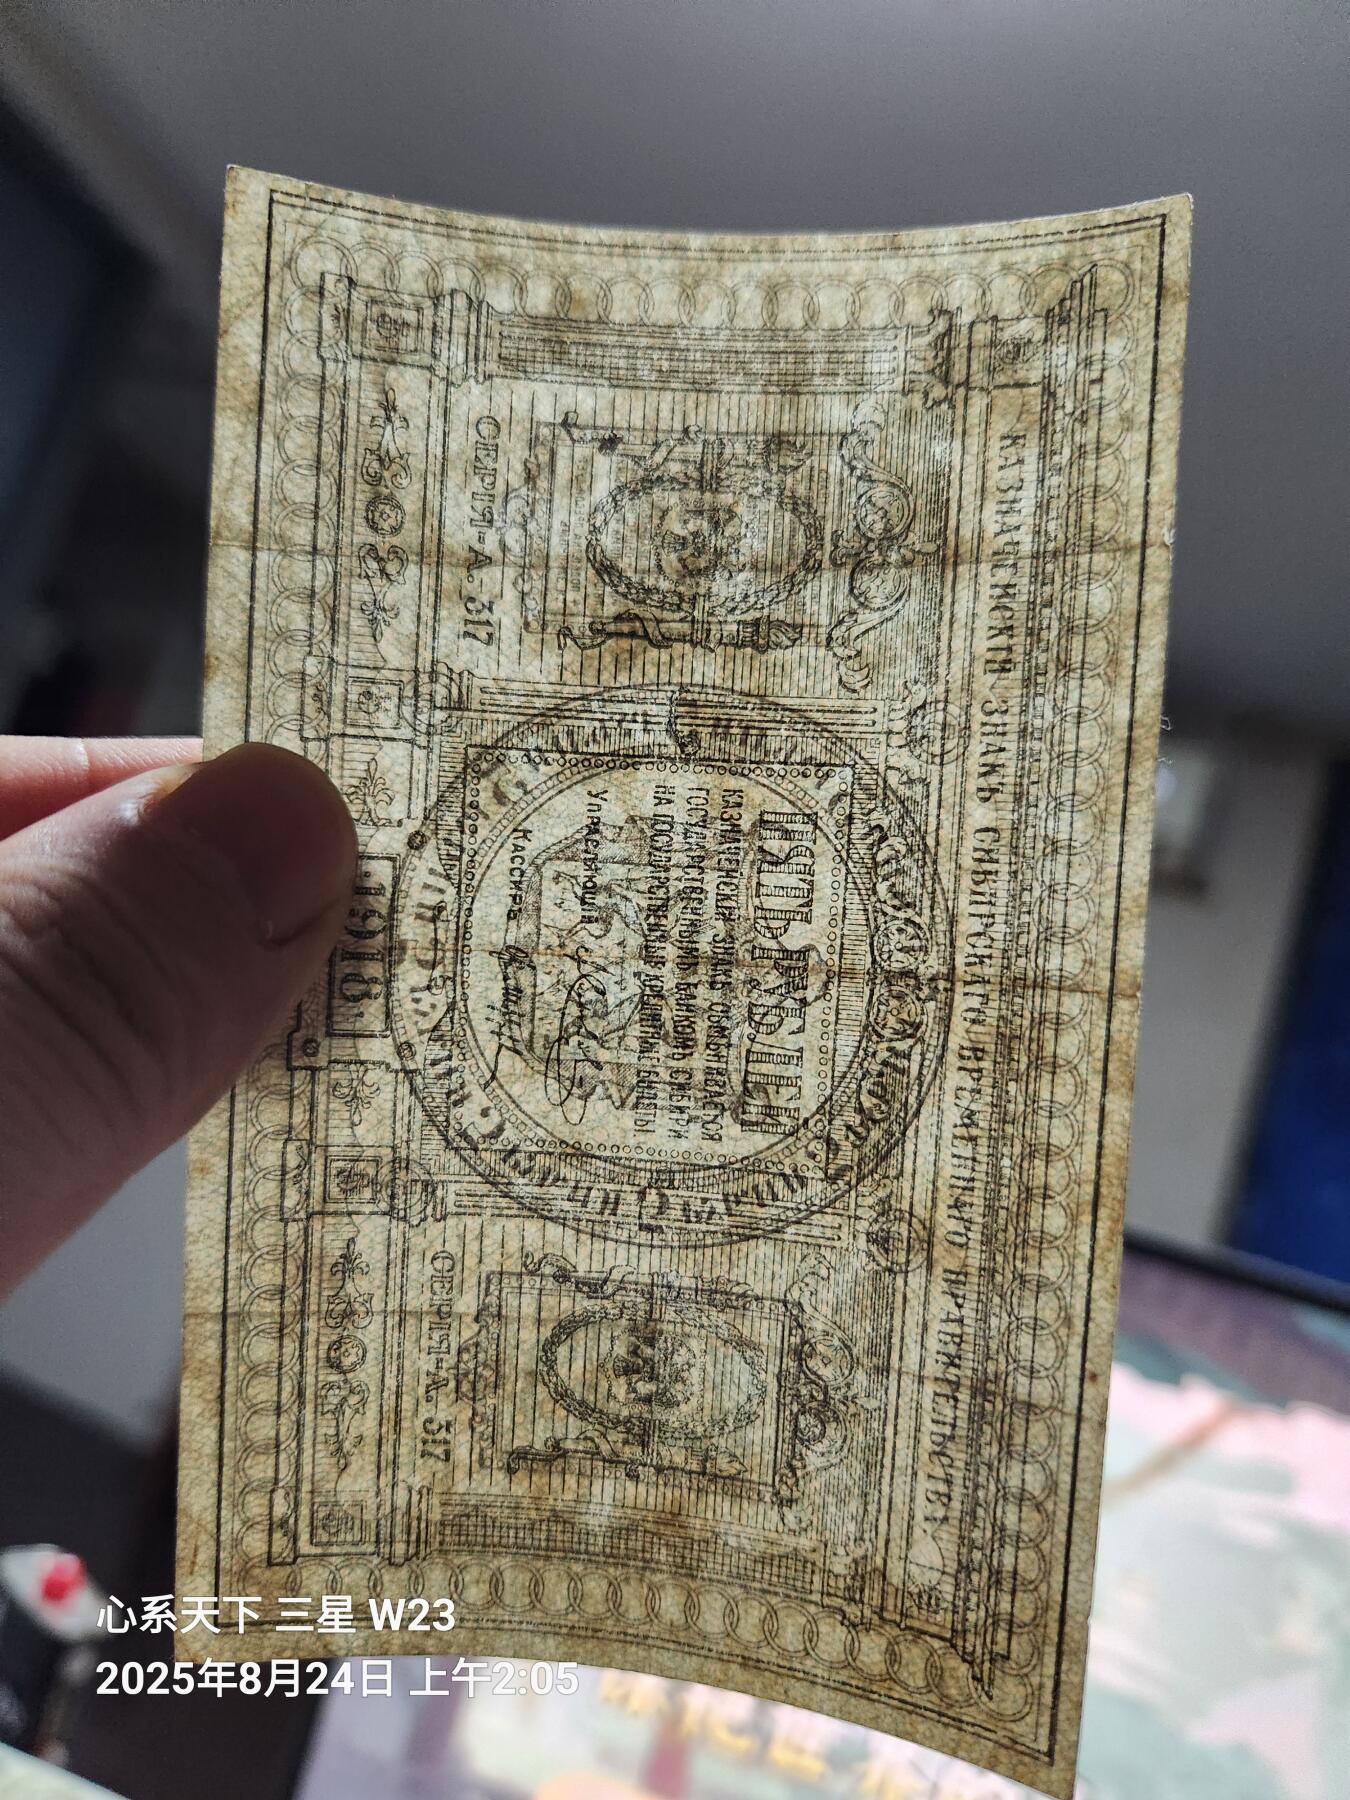 КАЗНАЧЕЙСКІЙ ЗНАКЪ СИБИРСКАГО ВРЕМЕННАГО ПРАВИТЕЛЬСТВА.
ПЯТЬ РУБЛЕЙ
КАЗНАЧЕЙСКІЙ ЗНАКЪ ОБМѢНИВАЕТСЯ
ГОСУДАРСТВЕННЫМЪ БАНКОМЪ СИБИРИ
НА ГОСУДАРСТВЕННЫЕ КРЕДИТНЫЕ БИЛЕТЫ
Управляющій
Кассиръ
СЕРІЯ-А. 317
СЕРІЯ-А. 317
1918.
心系天下 三星 W23
2025年8月24日 上午2:05